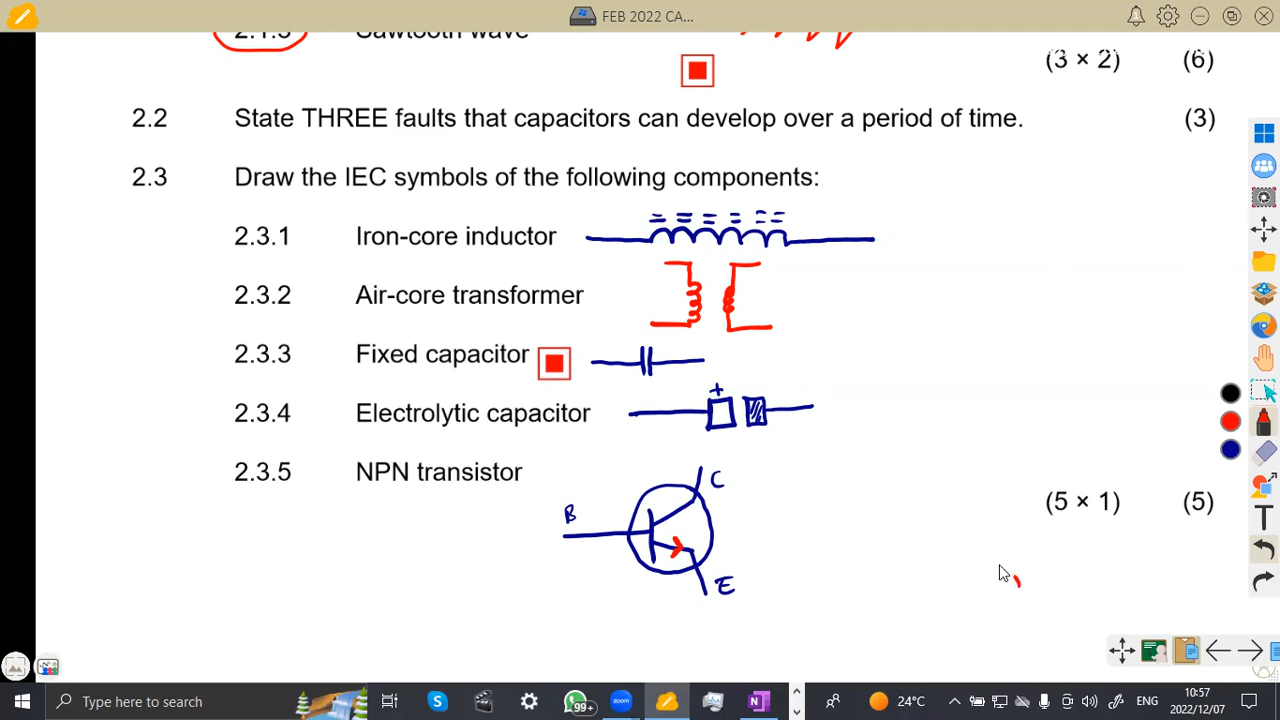 FEB 2022 CA...
2.1.5 Sawtooth wave
(3 × 2) (6)
2.2 State THREE faults that capacitors can develop over a period of time. (3)
2.3 Draw the IEC symbols of the following components:
2.3.1 Iron-core inductor
2.3.2 Air-core transformer
2.3.3 Fixed capacitor
2.3.4 Electrolytic capacitor +
2.3.5 NPN transistor C
(5 × 1) (5)
B
E
T
99+
zoom
N
Type here to search
24°C
ENG
10:57
2022/12/07